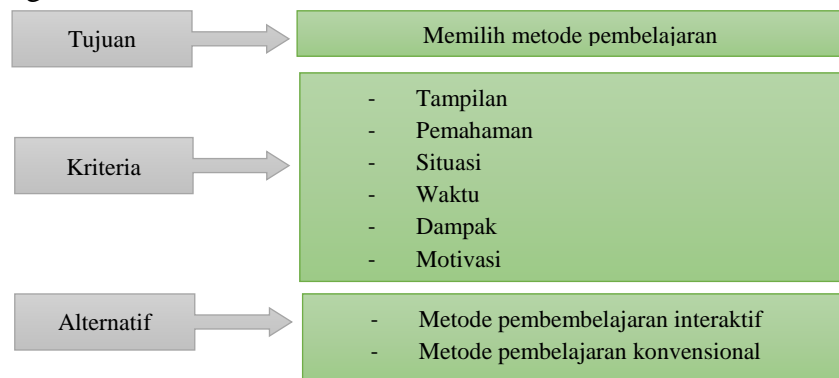 Tujuan
Memilih metode pembelajaran
Kriteria
- Tampilan
- Pemahaman
- Situasi
- Waktu
- Dampak
- Motivasi
Alternatif
- Metode pembembelajaran interaktif
- Metode pembelajaran konvensional